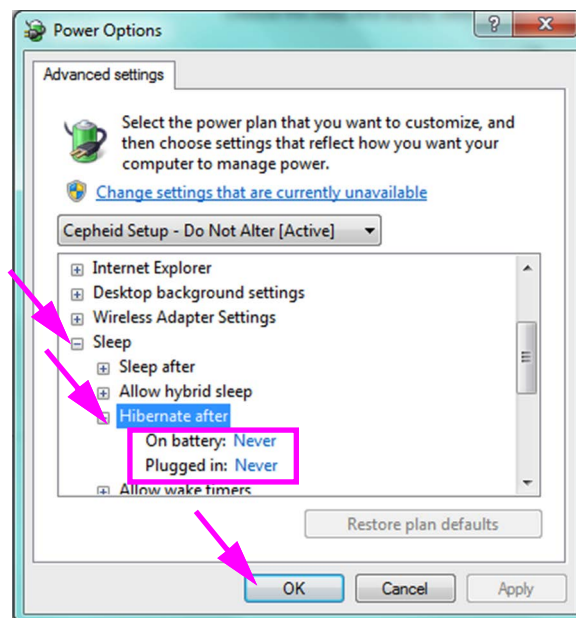 Power Options
Advanced settings
Select the power plan that you want to customize, and
then choose settings that reflect how you want your
computer to manage power.
Change settings that are currently unavailable
Cepheid Setup - Do Not Alter [Active]
Internet Explorer
Desktop background settings
Wireless Adapter Settings
Sleep
Sleep after
Allow hybrid sleep
Hibernate after
On battery: Never
Plugged in: Never
Allow wake timers
Restore plan defaults
OK Cancel Apply